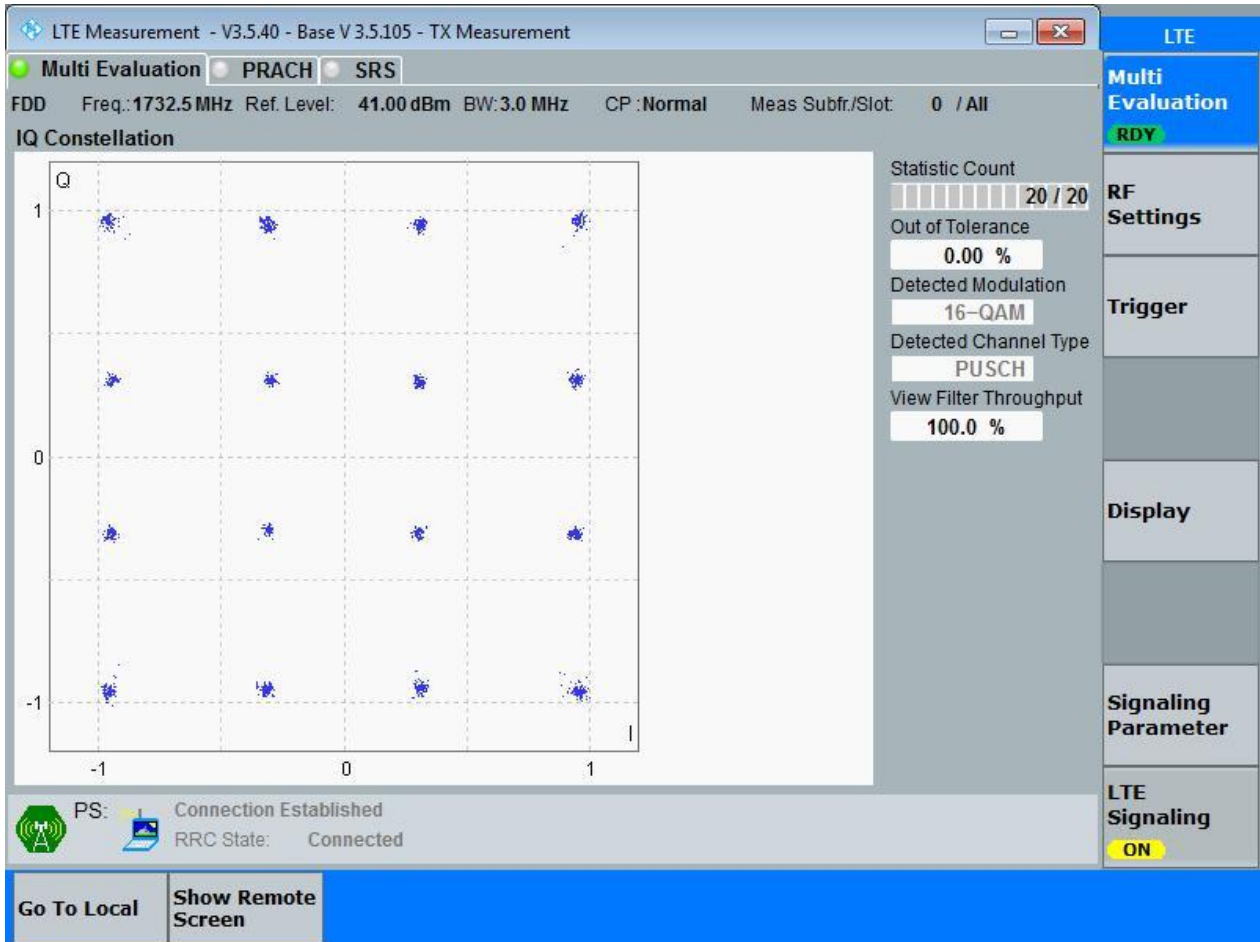 LTE Measurement - V3.5.40 - Base V 3.5.105 - TX Measurement
LTE
Multi Evaluation PRACH SRS
Multi
Evaluation
RDY
FDD Freq.: 1732.5 MHz Ref. Level: 41.00 dBm BW: 3.0 MHz CP : Normal Meas Subfr./Slot: 0 / All
IQ Constellation
Q
1
0
-1
I
-1 0 1
Statistic Count
20 / 20
Out of Tolerance
0.00 %
Detected Modulation
16-QAM
Detected Channel Type
PUSCH
View Filter Throughput
100.0 %
RF
Settings
Trigger
Display
Signaling
Parameter
LTE
Signaling
ON
PS: Connection Established
RRC State: Connected
Go To Local
Show Remote
Screen